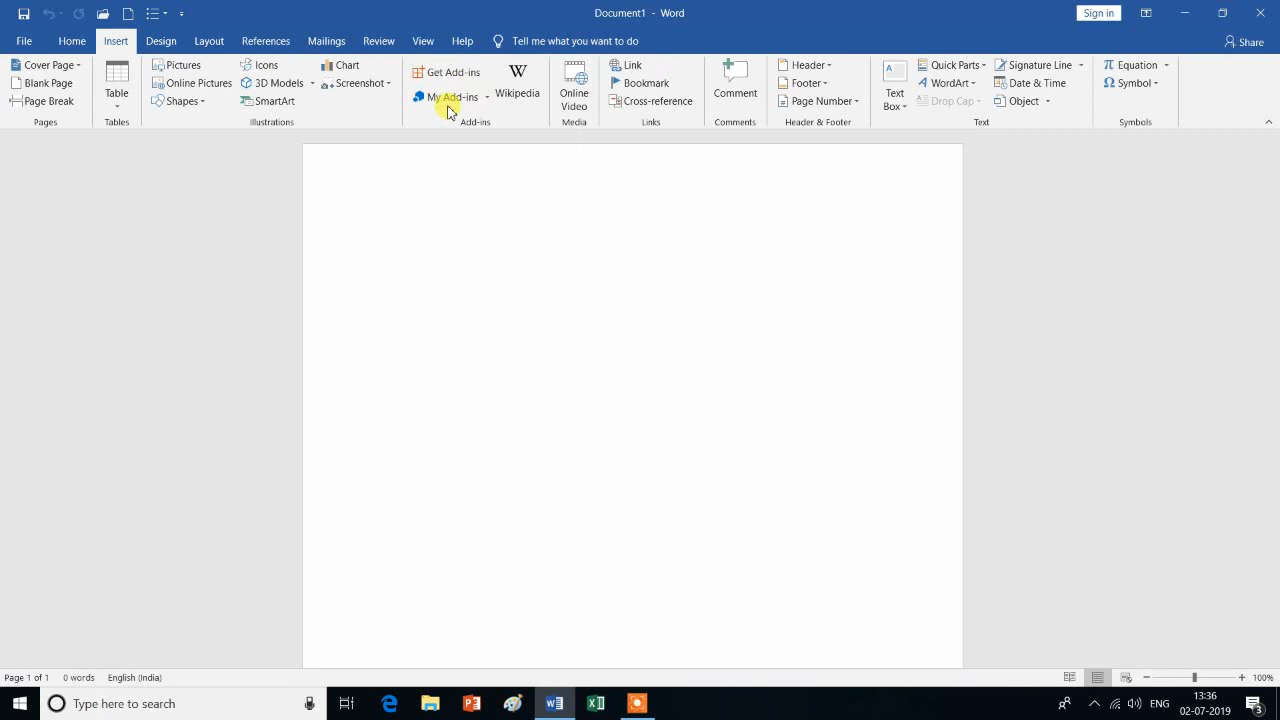 Document1 - Word
Sign in
File Home Insert Design Layout References Mailings Review View Help Tell me what you want to do Share
Cover Page
Blank Page
Page Break
Pages
Table
Tables
Pictures
Online Pictures
Shapes
Icons
3D Models
SmartArt
Chart
Screenshot
Illustrations
Get Add-ins
My Add-ins
W
Wikipedia
Add-ins
Online
Video
Media
Link
Bookmark
Cross-reference
Links
Comment
Comments
Header
Footer
Page Number
Header & Footer
Text
Box
Quick Parts
WordArt
Drop Cap
Signature Line
Date & Time
Object
Text
π Equation
Ω Symbol
Symbols
Page 1 of 1 0 words English (India) 100%
Type here to search
ENG
13:36
02-07-2019
3